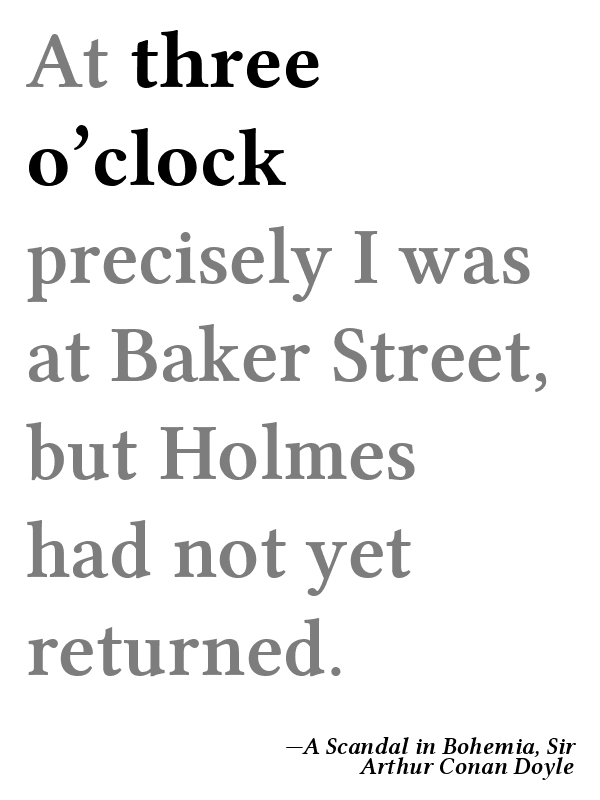 At three
o’clock
precisely I was
at Baker Street,
but Holmes
had not yet
returned.
—A Scandal in Bohemia, Sir
Arthur Conan Doyle